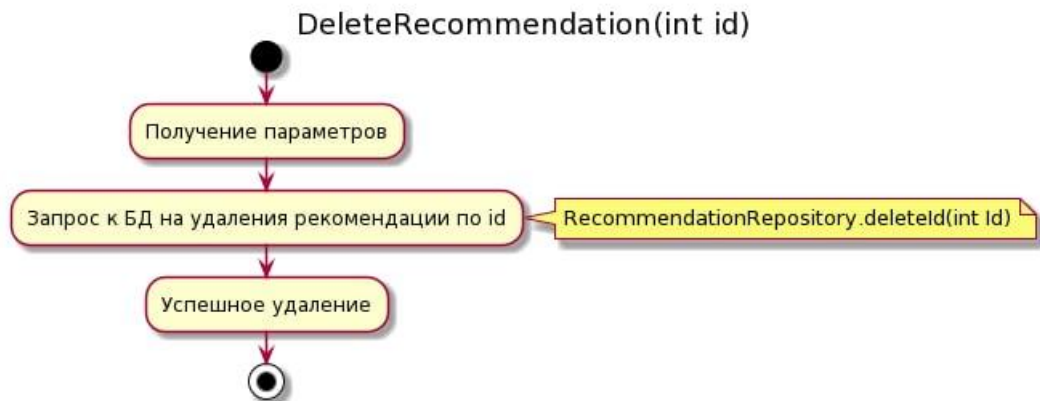 DeleteRecommendation(int id)
Получение параметров
Запрос к БД на удаления рекомендации по id
RecommendationRepository.deleteId(int Id)
Успешное удаление